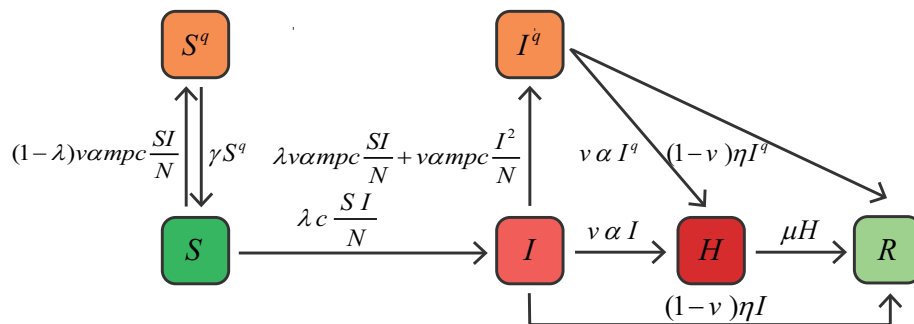 S^q
I^q
(1-λ)vαmpc SI/N
γS^q
λvαmpc SI/N + vαmpc I²/N
vαI^q
(1-v)ηI^q
λc SI/N
S
I
vαI
H
μH
R
(1-v)ηI